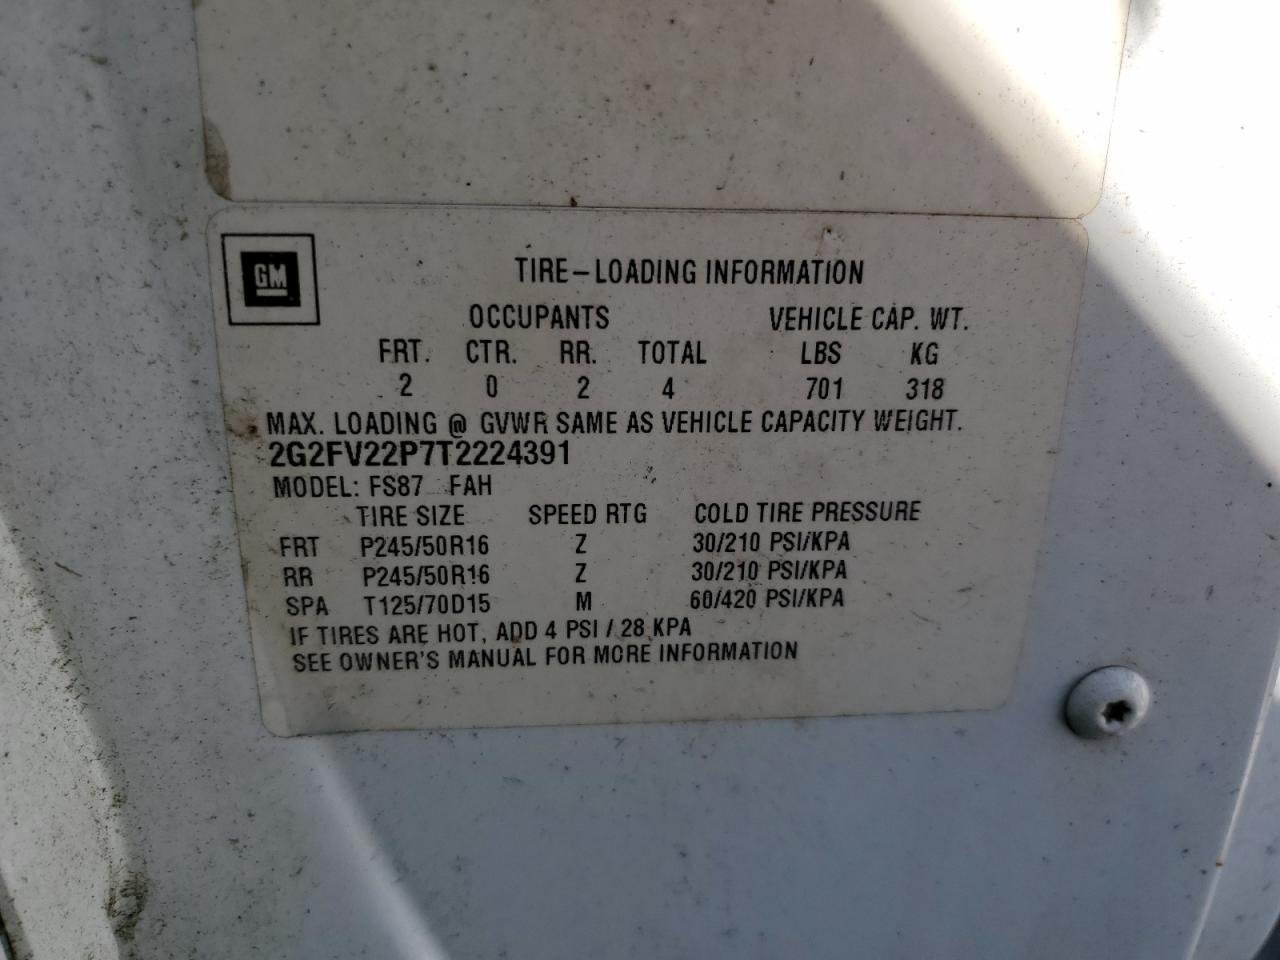 GM
TIRE-LOADING INFORMATION
OCCUPANTS VEHICLE CAP. WT.
FRT. CTR. RR. TOTAL LBS KG
2 0 2 4 701 318
MAX. LOADING @ GVWR SAME AS VEHICLE CAPACITY WEIGHT.
2G2FV22P7T2224391
MODEL: FS87 FAH
TIRE SIZE SPEED RTG COLD TIRE PRESSURE
FRT P245/50R16 Z 30/210 PSI/KPA
RR P245/50R16 Z 30/210 PSI/KPA
SPA T125/70D15 M 60/420 PSI/KPA
IF TIRES ARE HOT, ADD 4 PSI / 28 KPA
SEE OWNER'S MANUAL FOR MORE INFORMATION